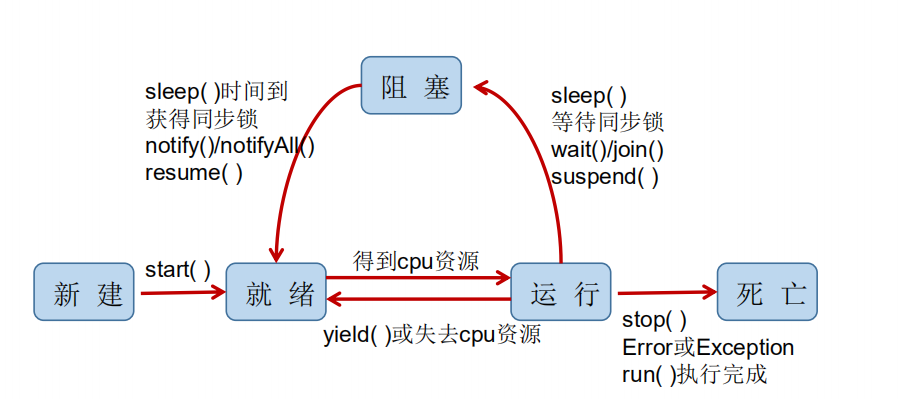 阻 塞
sleep( )时间到
获得同步锁
notify()/notifyAll()
resume( )
sleep( )
等待同步锁
wait()/join()
suspend( )
新 建
start( )
就 绪
得到cpu资源
yield( )或失去cpu资源
运 行
死 亡
stop( )
Error或Exception
run( )执行完成